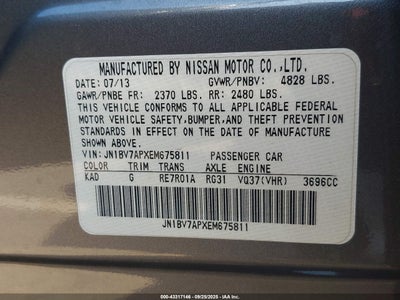 MANUFACTURED BY NISSAN MOTOR CO.,LTD.
DATE: 07/13 GVWR/PNBV: 4828 LBS.
GAWR/PNBE FR: 2370 LBS. RR: 2480 LBS.
THIS VEHICLE CONFORMS TO ALL APPLICABLE FEDERAL
MOTOR VEHICLE SAFETY,BUMPER,AND THEFT PREVENTION
STANDARDS IN EFFECT ON THE DATE OF MANUFACTURE
SHOWN ABOVE.
VIN: JN1BV7APXEM675811 PASSENGER CAR
COLOR TRIM TRANS AXLE ENGINE
KAD G RE7R01A RG31 VQ37(VHR) 3696CC
JN1BV7APXEM675811
000-43317146 - 09/29/2025 - IAA, Inc.